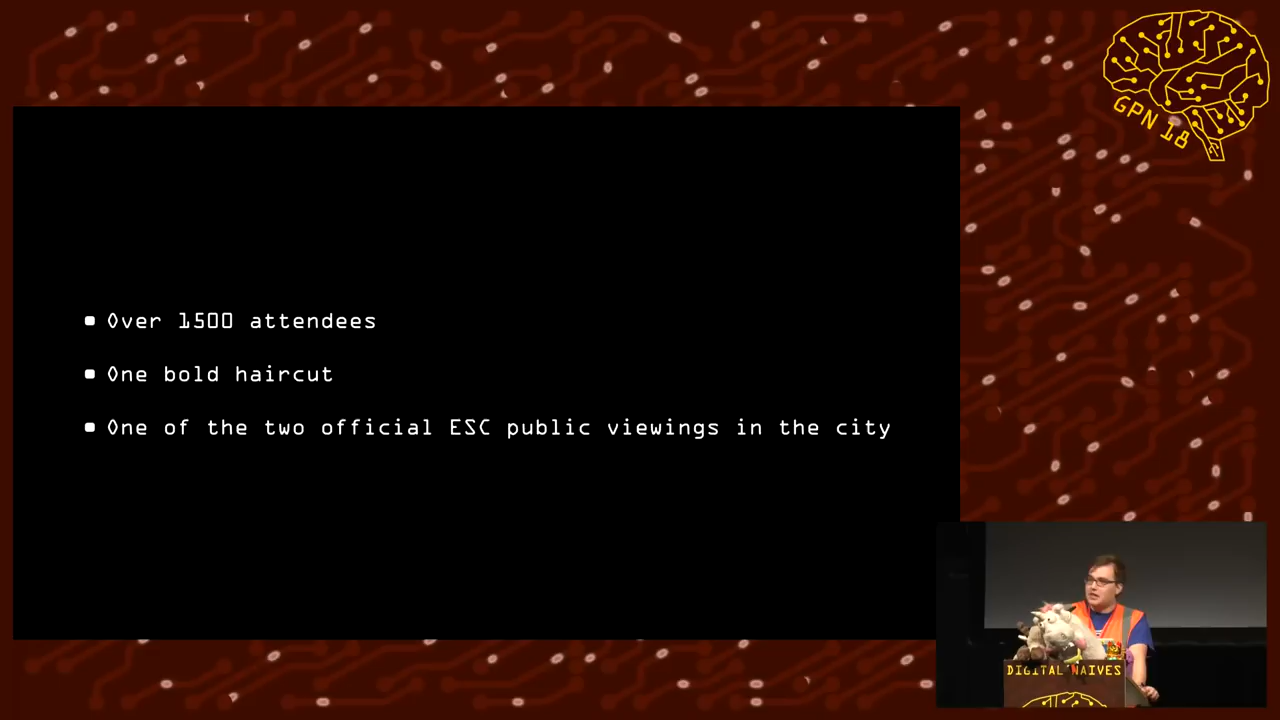 GPN 18
Over 1500 attendees
One bold haircut
One of the two official ESC public viewings in the city
DIGITAL NAIVES